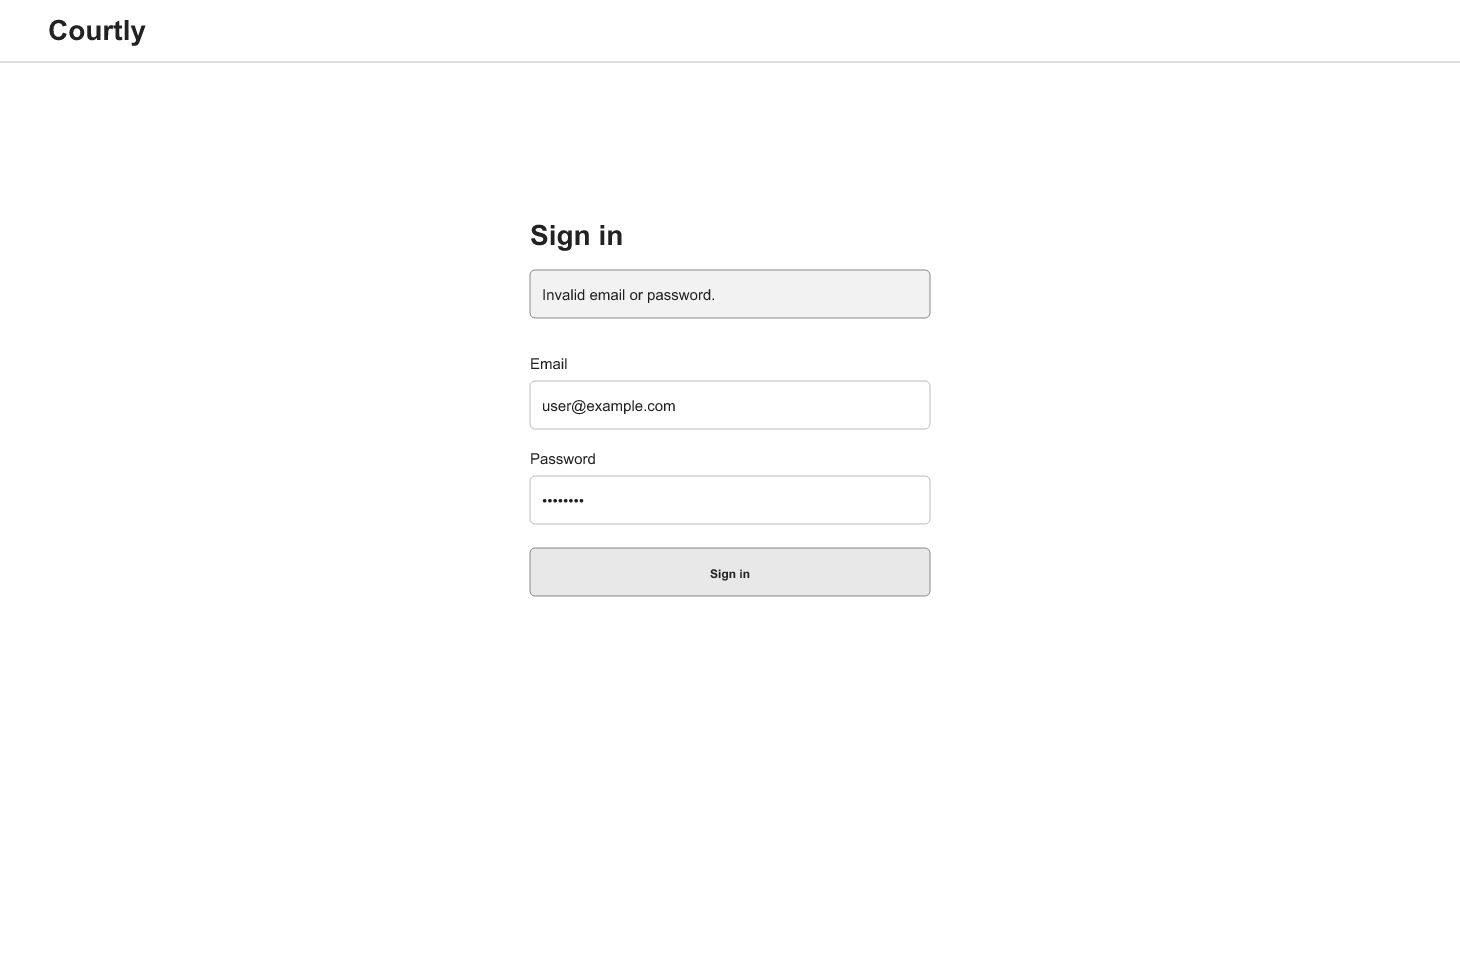 Courtly
Sign in
Invalid email or password.
Email
user@example.com
Password
••••••••
Sign in